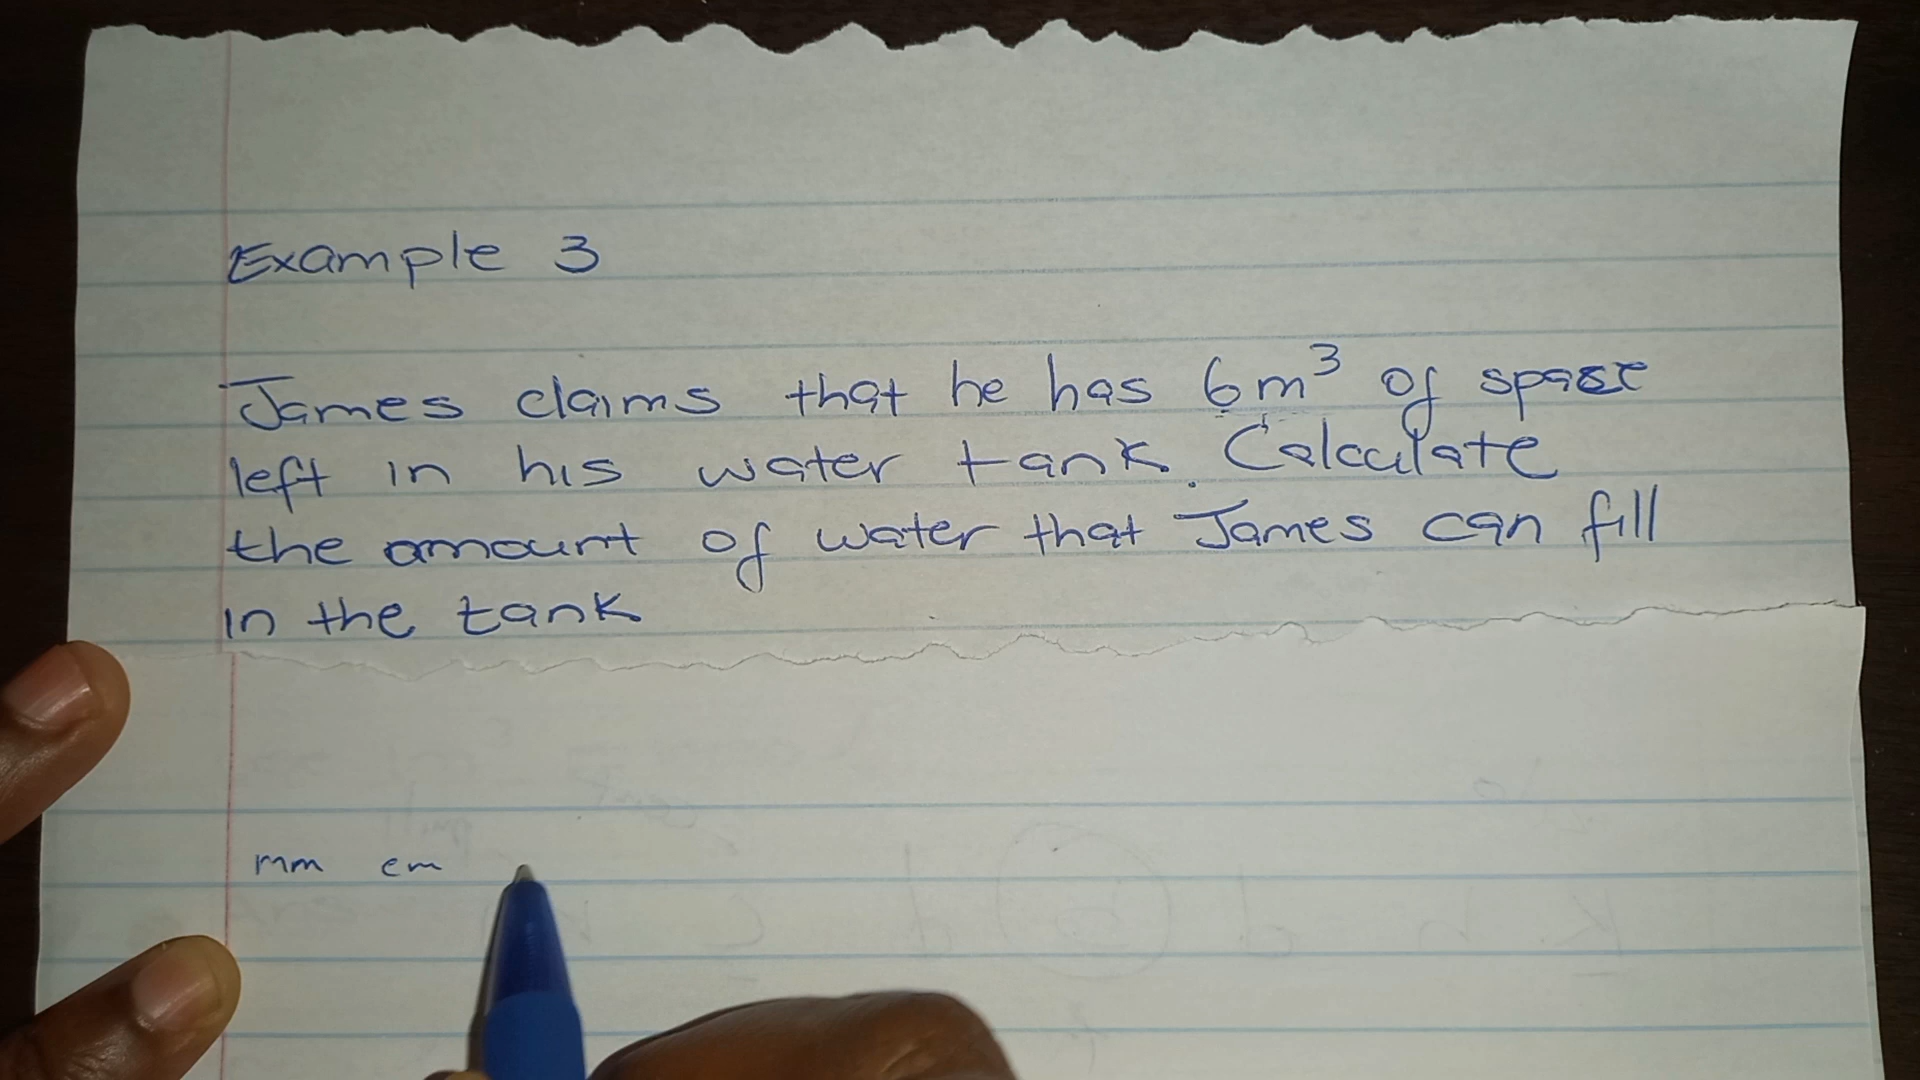 Example 3
James claims that he has 6m³ of space
left in his water tank. Calculate
the amount of water that James can fill
in the tank
mm cm